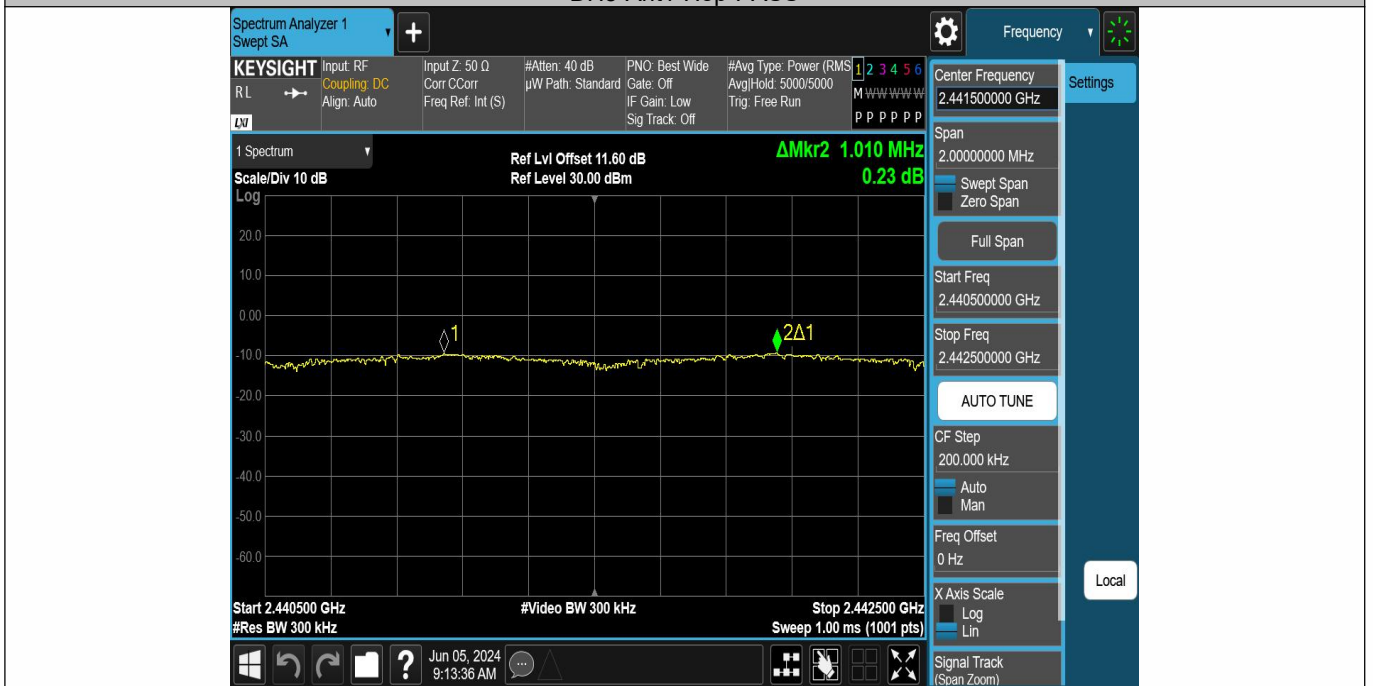 Spectrum Analyzer 1
Swept SA
+
Frequency
KEYSIGHT
RL
LXI
Input: RF
Coupling: DC
Align: Auto
Input Z: 50 Ω
Corr CCorr
Freq Ref: Int (S)
#Atten: 40 dB
µW Path: Standard
PNO: Best Wide
Gate: Off
IF Gain: Low
Sig Track: Off
#Avg Type: Power (RMS
Avg|Hold: 5000/5000
Trig: Free Run
1 2 3 4 5 6
M W W W W W
P P P P P P
Center Frequency
2.441500000 GHz
Settings
Span
2.00000000 MHz
Swept Span
Zero Span
Full Span
Start Freq
2.440500000 GHz
Stop Freq
2.442500000 GHz
AUTO TUNE
CF Step
200.000 kHz
Auto
Man
Freq Offset
0 Hz
X Axis Scale
Log
Lin
Signal Track
(Span Zoom)
Local
1 Spectrum
Scale/Div 10 dB
Log
Ref Lvl Offset 11.60 dB
Ref Level 30.00 dBm
ΔMkr2 1.010 MHz
0.23 dB
20.0
10.0
0.00
-10.0
-20.0
-30.0
-40.0
-50.0
-60.0
1
2Δ1
Start 2.440500 GHz
#Res BW 300 kHz
#Video BW 300 kHz
Stop 2.442500 GHz
Sweep 1.00 ms (1001 pts)
?
Jun 05, 2024
9:13:36 AM